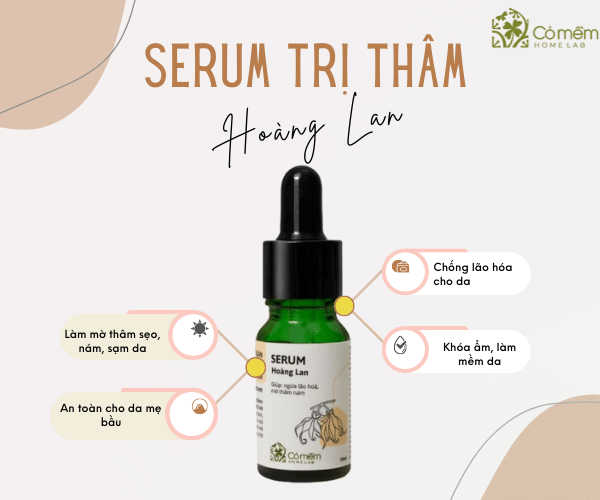 Cỏ mềm
HOME LAB
SERUM TRỊ THÂM
Hoàng Lan
Chống lão hóa
cho da
Làm mờ thâm sẹo,
nám, sạm da
Khóa ẩm, làm
mềm da
An toàn cho da mẹ
bầu
SERUM
Hoàng Lan
Giúp: ngừa lão hoá,
mờ thâm nám
Cỏ mềm
HOME LAB